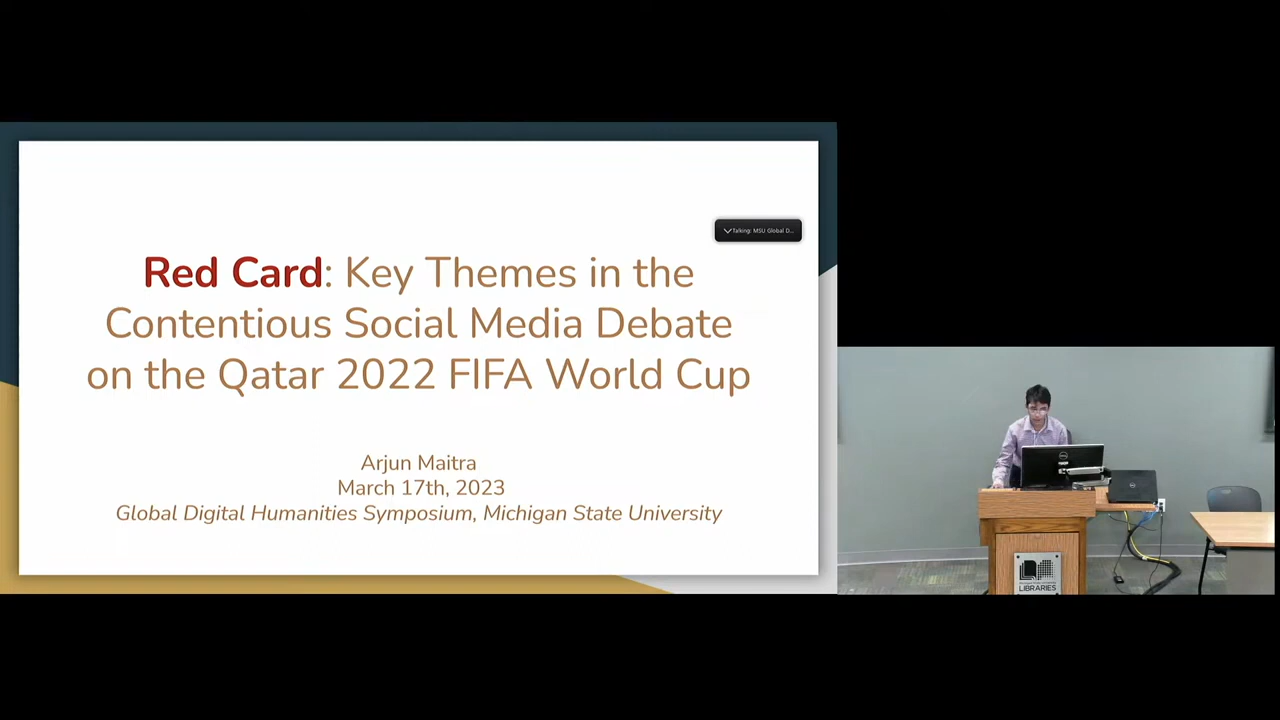 Talking: MSU Global D...
Red Card: Key Themes in the
Contentious Social Media Debate
on the Qatar 2022 FIFA World Cup
Arjun Maitra
March 17th, 2023
Global Digital Humanities Symposium, Michigan State University
LIBRARIES